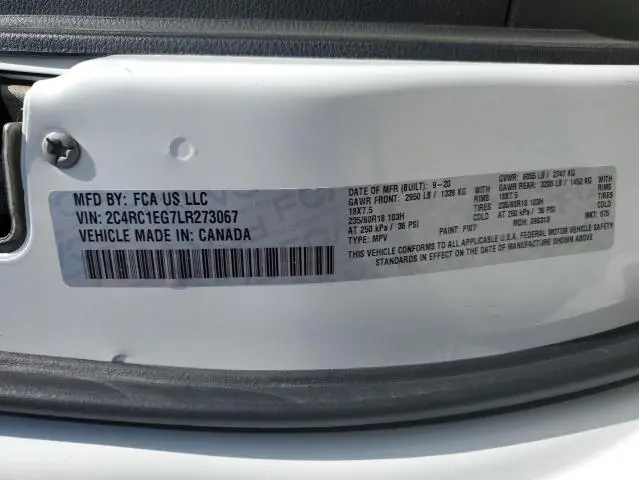 MFD BY: FCA US LLC
VIN: 2C4RC1EG7LR273067
VEHICLE MADE IN: CANADA
DATE OF MFR (BUILT): 9-20 GVWR: 6055 LB / 2747 KG
GAWR FRONT: 2950 LB / 1339 KG GAWR REAR: 3200 LB / 1452 KG
18X7.5 RIMS 18X7.5 RIMS
235/60R18 103H TIRES 235/60R18 103H TIRES
AT 250 kPa / 36 PSI COLD AT 250 kPa / 36 PSI COLD
TYPE: MPV PAINT: PW7 MDH: 090318 MKT: 675
THIS VEHICLE CONFORMS TO ALL APPLICABLE U.S.A. FEDERAL MOTOR VEHICLE SAFETY
STANDARDS IN EFFECT ON THE DATE OF MANUFACTURE SHOWN ABOVE